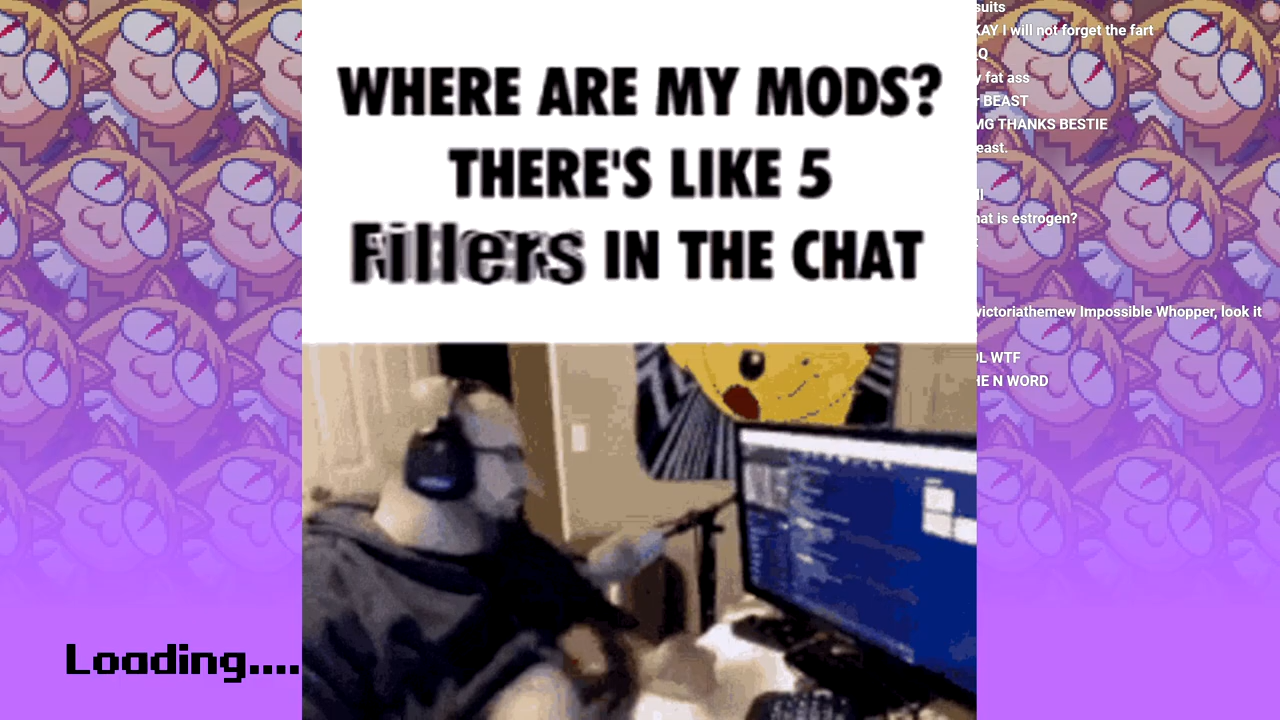 WHERE ARE MY MODS?
THERE'S LIKE 5
Fillers IN THE CHAT
suits
KAY I will not forget the fart
Q
y fat ass
r BEAST
MG THANKS BESTIE
east.
ll
hat is estrogen?
victoriathemew Impossible Whopper, look it
OL WTF
HE N WORD
Loading....